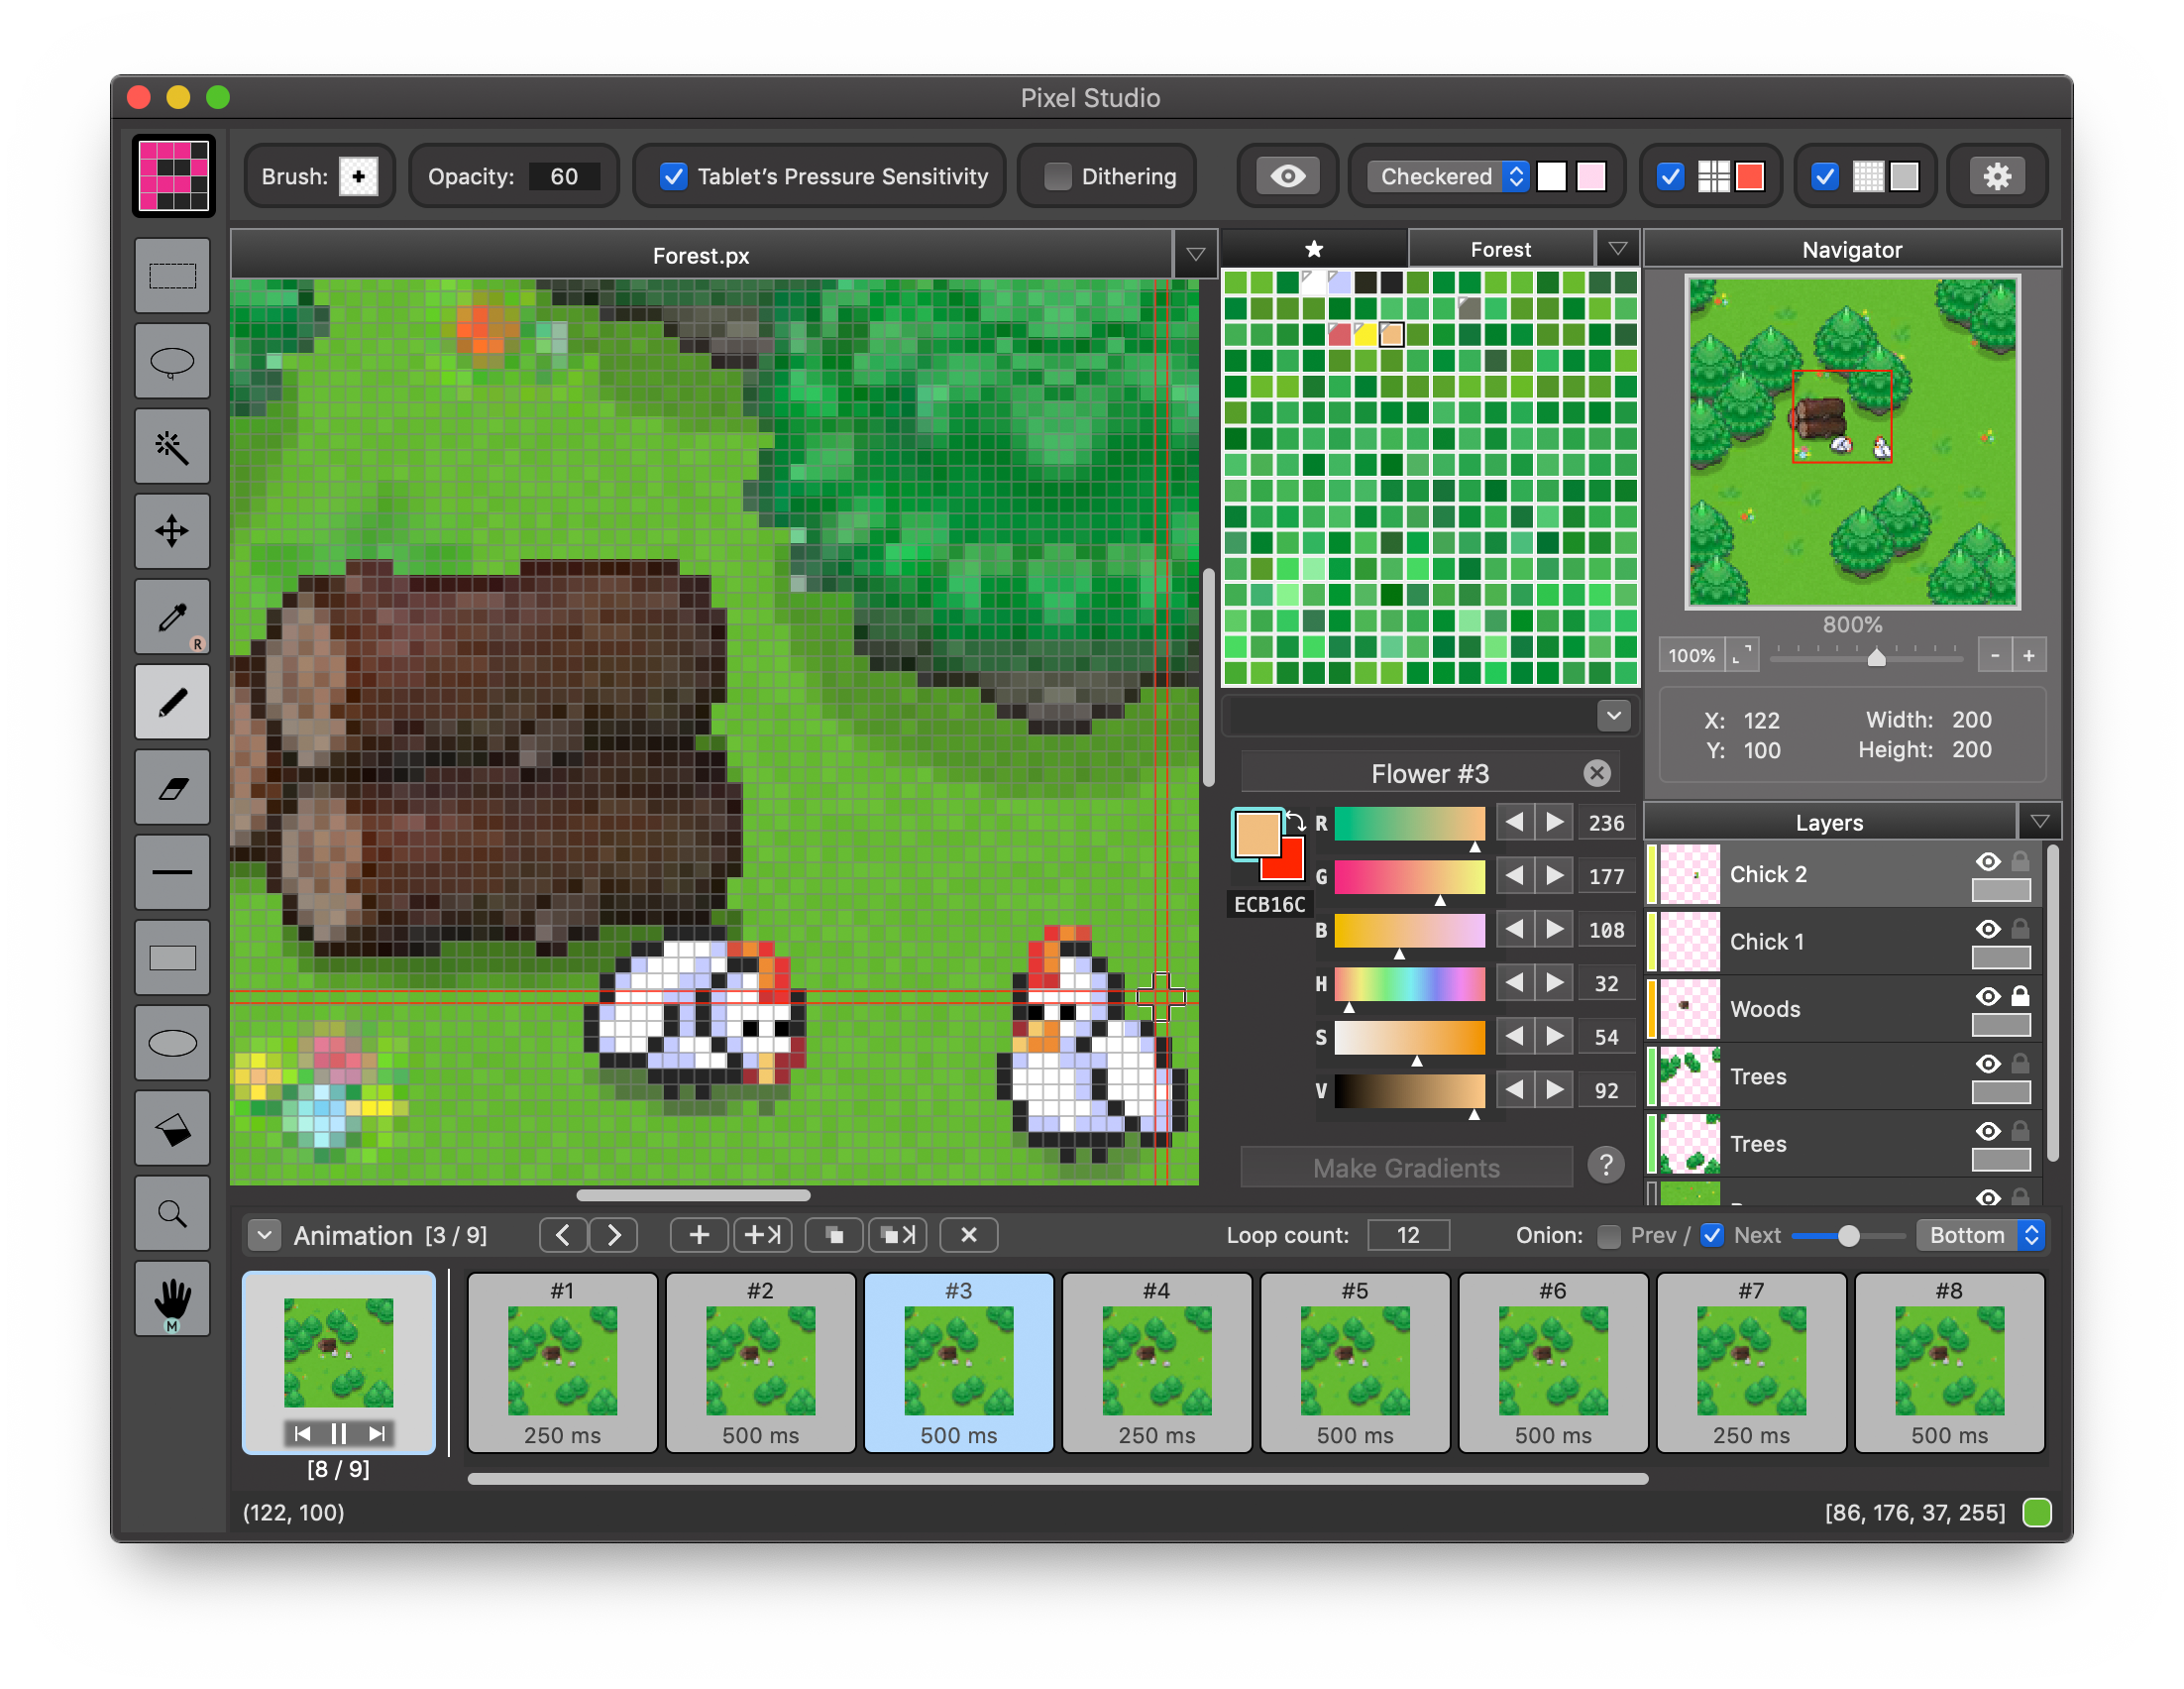 Pixel Studio
Brush:
Opacity: 60
Tablet's Pressure Sensitivity
Dithering
Checkered
Forest.px
Forest
Navigator
R
800%
100%
- +
X: 122 Width: 200
Y: 100 Height: 200
Flower #3
R 236
G 177
ECB16C
B 108
H 32
S 54
V 92
Make Gradients
?
Layers
Chick 2
Chick 1
Woods
Trees
Trees
M
Animation [3 / 9]
Loop count: 12
Onion: Prev / Next
Bottom
#1 #2 #3 #4 #5 #6 #7 #8
250 ms 500 ms 500 ms 250 ms 500 ms 500 ms 250 ms 500 ms
[8 / 9]
(122, 100)
[86, 176, 37, 255]